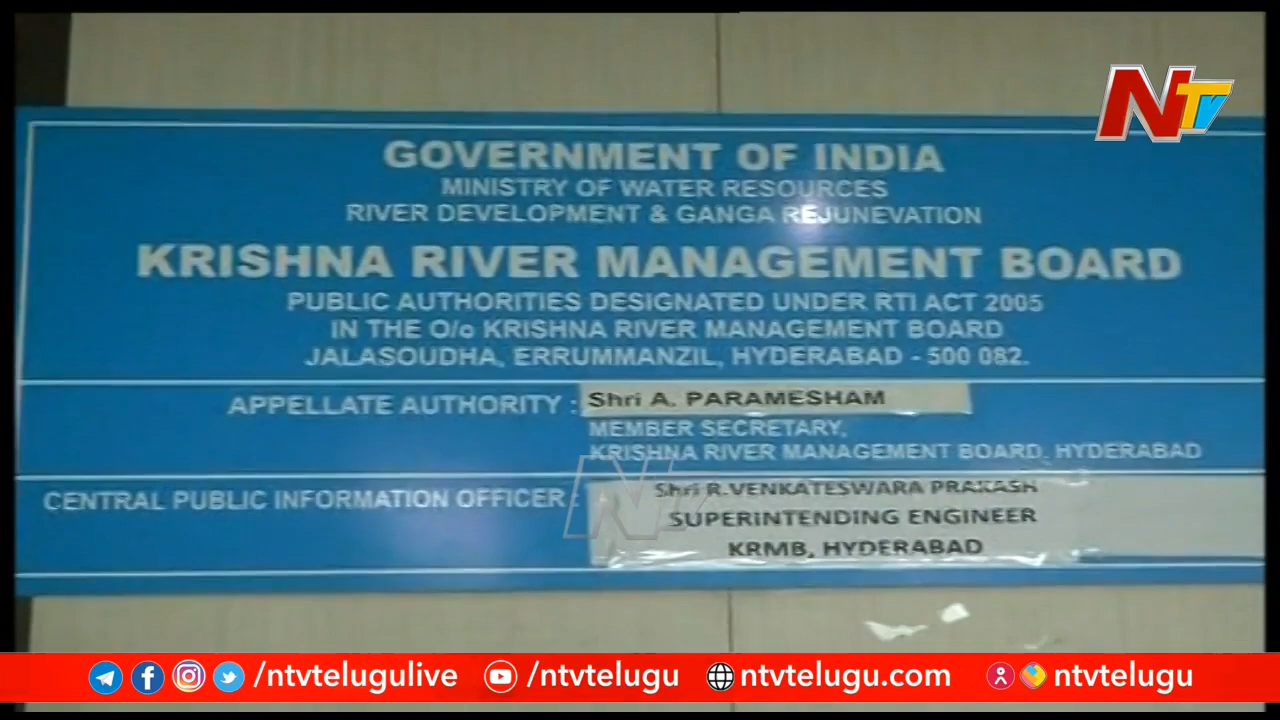 NTV
GOVERNMENT OF INDIA
MINISTRY OF WATER RESOURCES
RIVER DEVELOPMENT & GANGA REJUNEVATION
KRISHNA RIVER MANAGEMENT BOARD
PUBLIC AUTHORITIES DESIGNATED UNDER RTI ACT 2005
IN THE O/o KRISHNA RIVER MANAGEMENT BOARD
JALASOUDHA, ERRUMMANZIL, HYDERABAD - 500 082.
APPELLATE AUTHORITY : Shri A. PARAMESHAM
MEMBER SECRETARY,
KRISHNA RIVER MANAGEMENT BOARD, HYDERABAD
CENTRAL PUBLIC INFORMATION OFFICER : Shri R.VENKATESWARA PRAKASH
SUPERINTENDING ENGINEER
KRMB, HYDERABAD
NTV
/ntvtelugulive /ntvtelugu ntvtelugu.com ntvtelugu